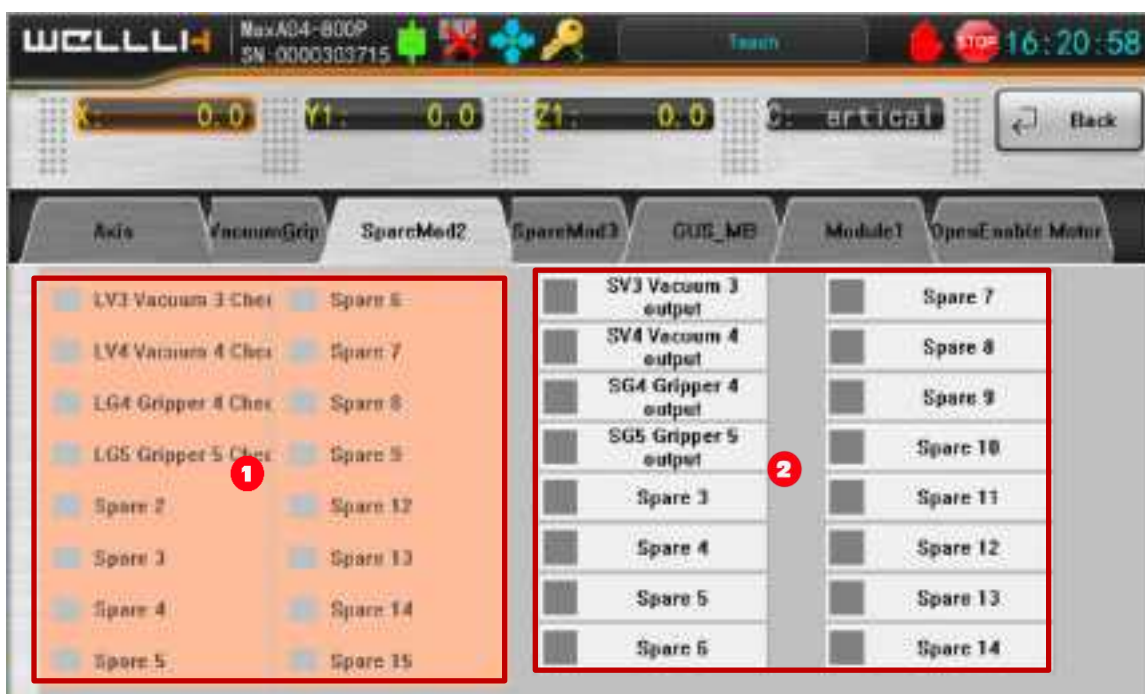 WELLLIH
MaxA04-800P
SN:0000303715
Teach
STOP
16:20:58
X: 0.0
Y1: 0.0
Z1: 0.0
C: artical
Back
Axis
VacuumGrip
SpareMod2
SpareMod3
GUS_MB
Module1
OpenEnable Motor
LV3 Vacuum 3 Chec
LV4 Vacuum 4 Chec
LG4 Gripper 4 Chec
LG5 Gripper 5 Chec
Spare 2
Spare 3
Spare 4
Spare 5
Spare 6
Spare 7
Spare 8
Spare 9
Spare 12
Spare 13
Spare 14
Spare 15
1
SV3 Vacuum 3
output
SV4 Vacuum 4
output
SG4 Gripper 4
output
SG5 Gripper 5
output
Spare 3
Spare 4
Spare 5
Spare 6
2
Spare 7
Spare 8
Spare 9
Spare 10
Spare 11
Spare 12
Spare 13
Spare 14